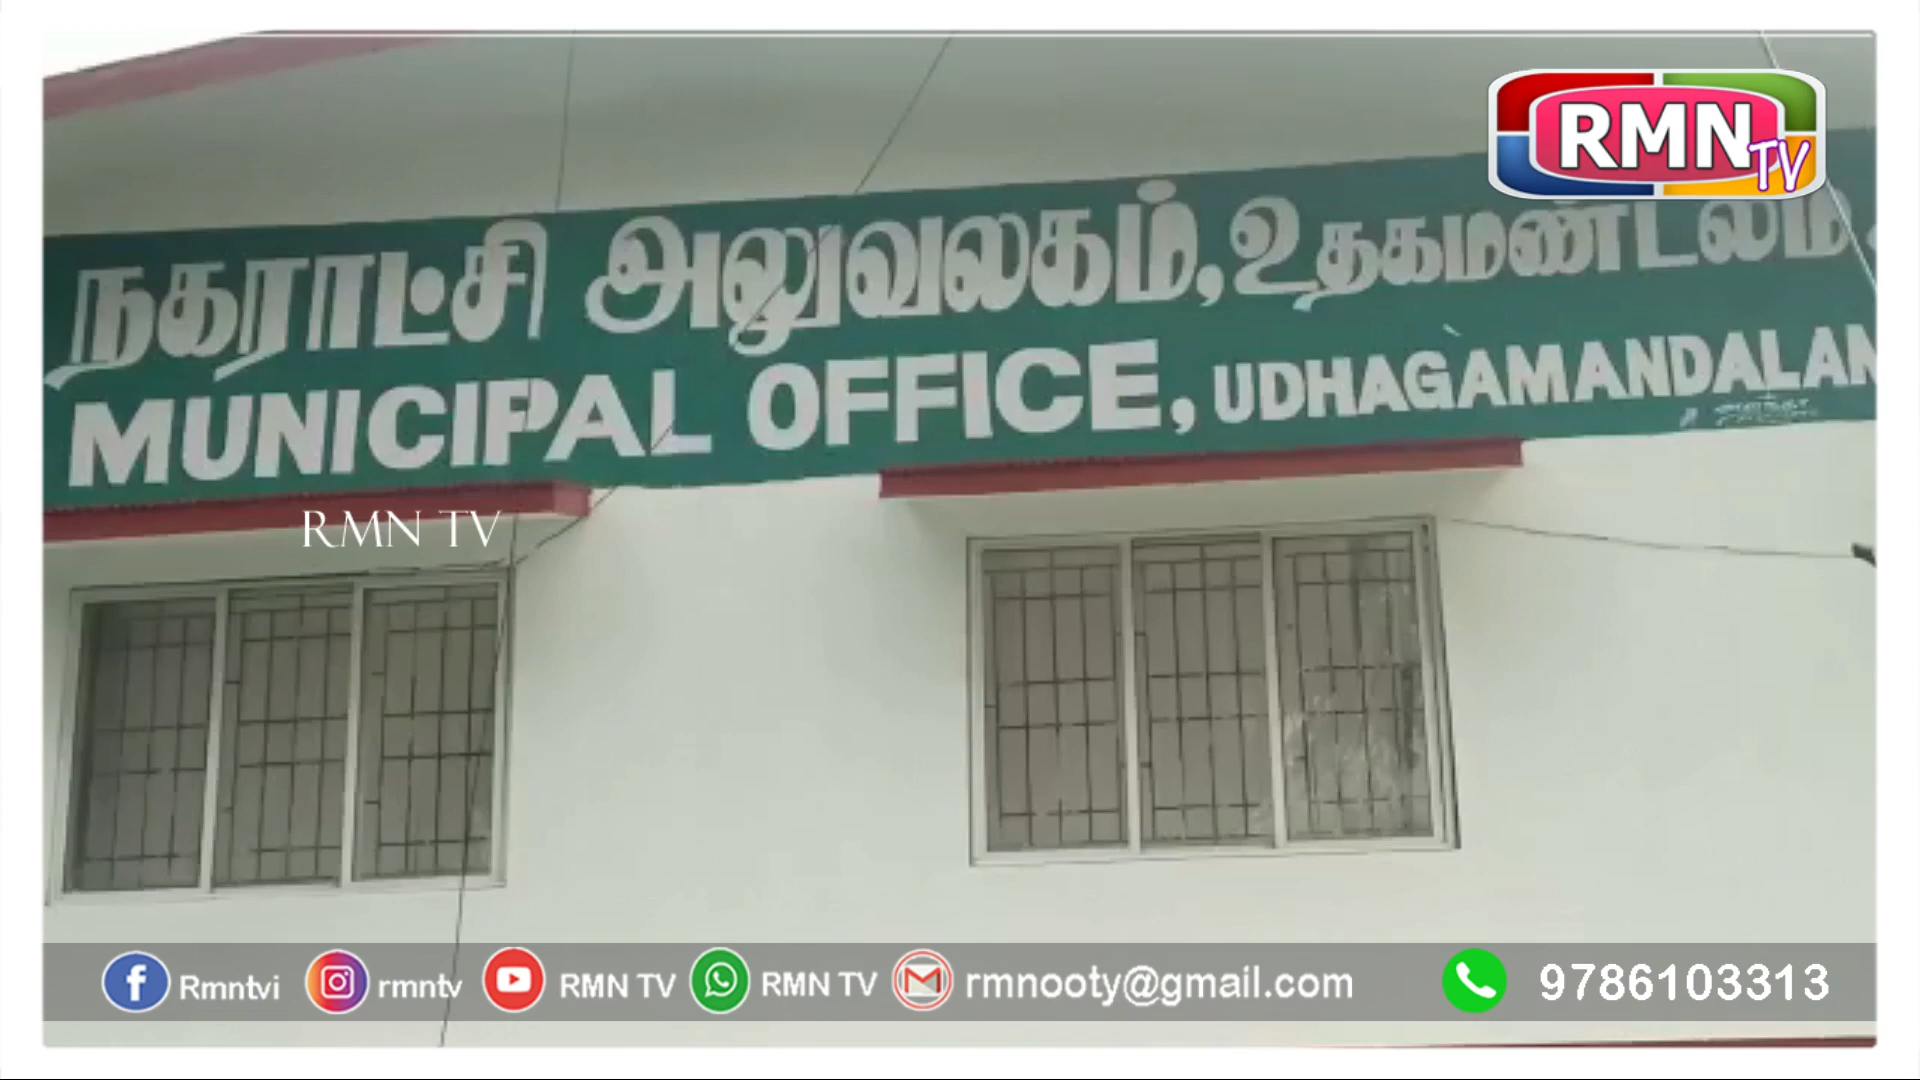 RMN TV
நகராட்சி அலுவலகம், உதகமண்டலம்.
MUNICIPAL OFFICE, UDHAGAMANDALAM
RMN TV
Rmntvi rmntv RMN TV RMN TV rmnooty@gmail.com 9786103313